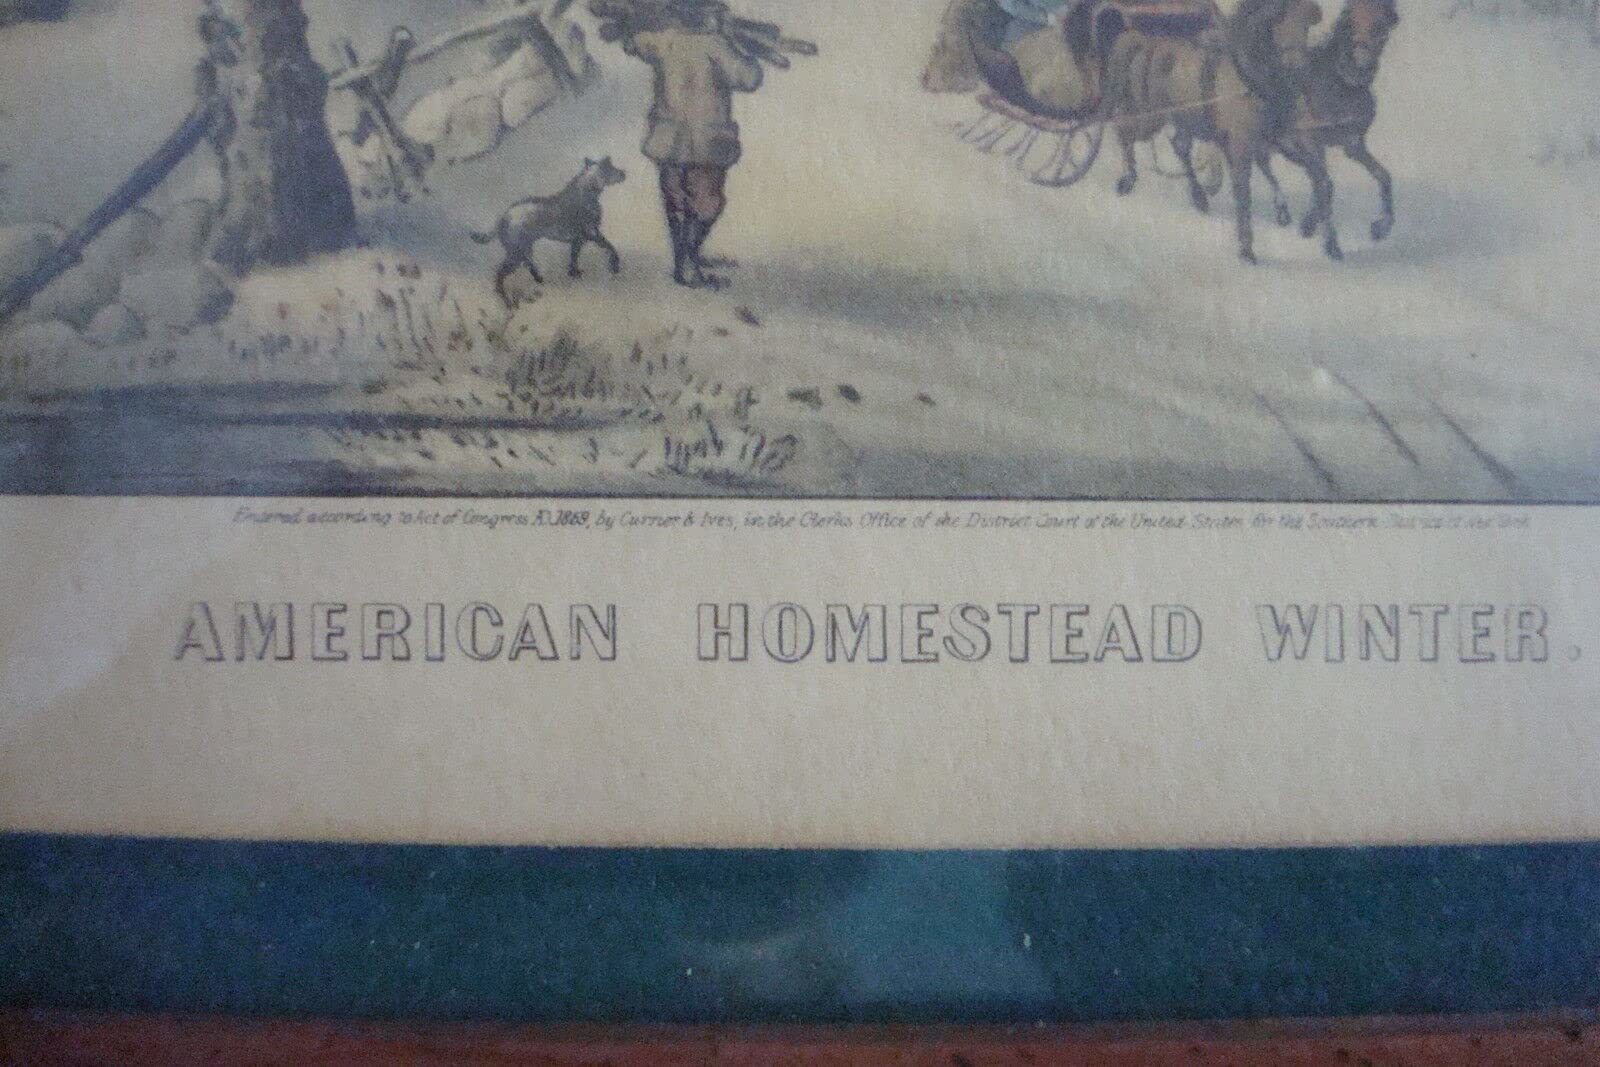 Entered according to Act of Congress A.D. 1869, by Currier & Ives, in the Clerks Office of the District Court of the United States for the Southern District of New York
AMERICAN HOMESTEAD WINTER.